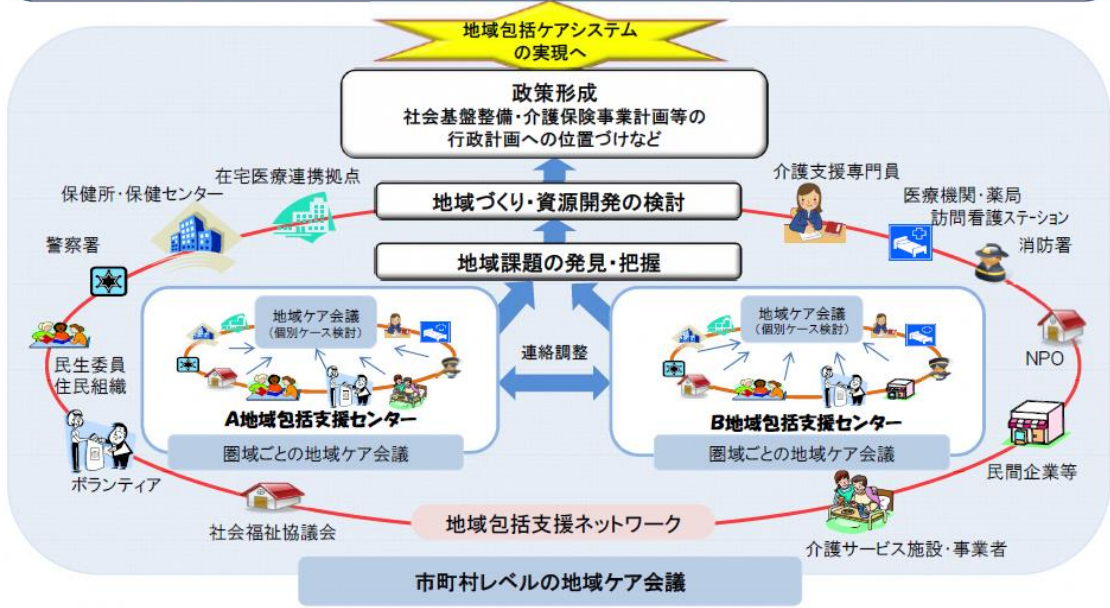 地域包括ケアシステム
の実現へ
政策形成
社会基盤整備・介護保険事業計画等の
行政計画への位置づけなど
在宅医療連携拠点
保健所・保健センター
介護支援専門員
医療機関・薬局
訪問看護ステーション
地域づくり・資源開発の検討
警察署
消防署
地域課題の発見・把握
地域ケア会議
(個別ケース検討)
地域ケア会議
(個別ケース検討)
連絡調整
民生委員
住民組織
NPO
A地域包括支援センター
B地域包括支援センター
圏域ごとの地域ケア会議
圏域ごとの地域ケア会議
ボランティア
民間企業等
社会福祉協議会
地域包括支援ネットワーク
介護サービス施設・事業者
市町村レベルの地域ケア会議